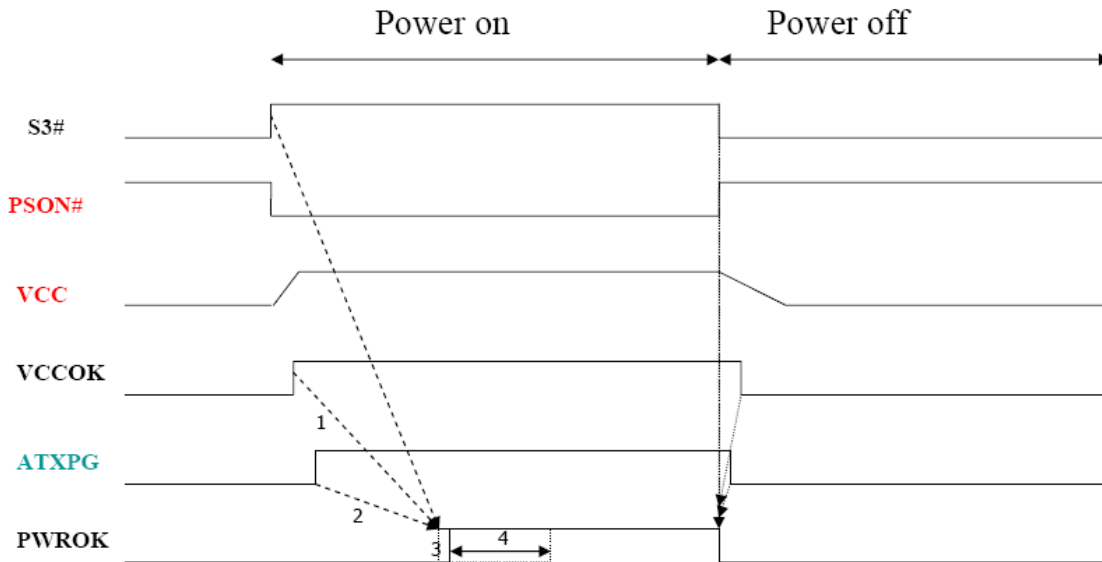 Power on
Power off
S3#
PSON#
VCC
VCCOK
1
ATXPG
2
PWROK
3
4